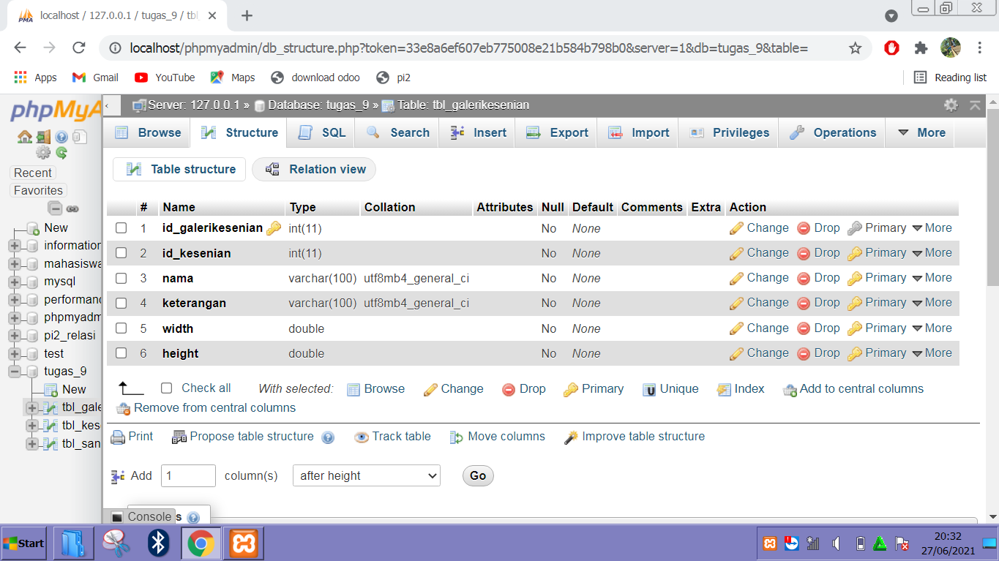 localhost / 127.0.0.1 / tugas_9 / tbl
localhost/phpmyadmin/db_structure.php?token=33e8a6ef607eb775008e21b584b798b0&server=1&db=tugas_9&table=
Apps Gmail YouTube Maps download odoo pi2 Reading list
phpMyA
Server: 127.0.0.1 » Database: tugas_9 » Table: tbl_galerikesenian
Browse Structure SQL Search Insert Export Import Privileges Operations More
Table structure Relation view
Recent
Favorites
New
information
mahasiswa
mysql
performanc
phpmyadm
pi2_relasi
test
tugas_9
New
tbl_gale
tbl_kes
tbl_san
# Name Type Collation Attributes Null Default Comments Extra Action
1 id_galerikesenian int(11) No None Change Drop Primary More
2 id_kesenian int(11) No None Change Drop Primary More
3 nama varchar(100) utf8mb4_general_ci No None Change Drop Primary More
4 keterangan varchar(100) utf8mb4_general_ci No None Change Drop Primary More
5 width double No None Change Drop Primary More
6 height double No None Change Drop Primary More
Check all With selected: Browse Change Drop Primary Unique Index Add to central columns
Remove from central columns
Print Propose table structure Track table Move columns Improve table structure
Add 1 column(s) after height Go
Console s
Start
20:32
27/06/2021